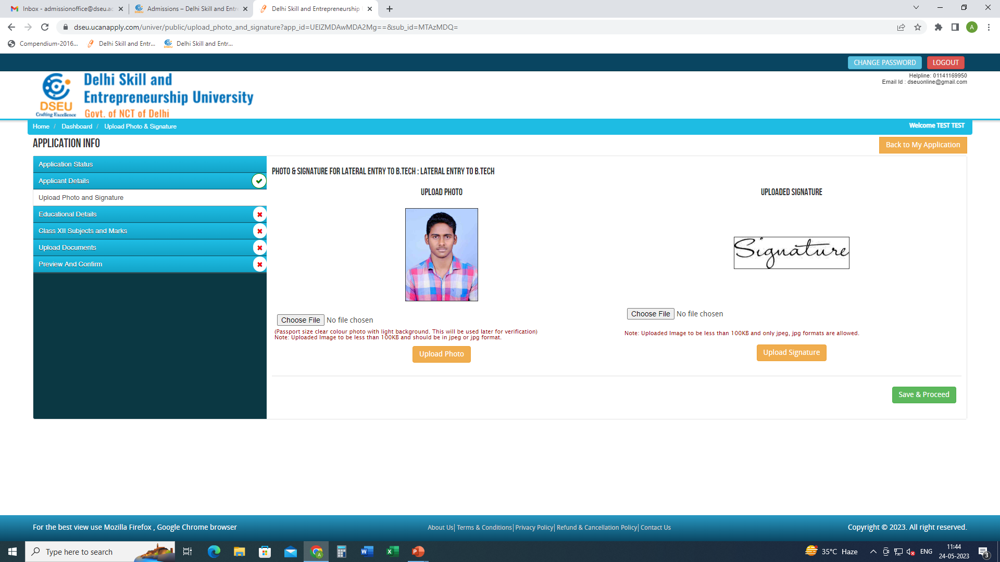 Inbox - admissionoffice@dseu.ac
Admissions – Delhi Skill and Entr
Delhi Skill and Entrepreneurship
dseu.ucanapply.com/univer/public/upload_photo_and_signature?app_id=UEIZMDAwMDA2Mg==&sub_id=MTAzMDQ=
A
Compendium-2016...
Delhi Skill and Entr...
Delhi Skill and Entr...
CHANGE PASSWORD
LOGOUT
Helpline: 01141169950
Email Id : dseuonline@gmail.com
DSEU
Crafting Excellence
Delhi Skill and
Entrepreneurship University
Govt. of NCT of Delhi
Home / Dashboard / Upload Photo & Signature
Welcome TEST TEST
APPLICATION INFO
Back to My Application
Application Status
Applicant Details
Upload Photo and Signature
Educational Details
Class XII Subjects and Marks
Upload Documents
Preview And Confirm
PHOTO & SIGNATURE FOR LATERAL ENTRY TO B.TECH : LATERAL ENTRY TO B.TECH
UPLOAD PHOTO
UPLOADED SIGNATURE
Signature
Choose File No file chosen
(Passport size clear colour photo with light background. This will be used later for verification)
Note: Uploaded Image to be less than 100KB and should be in jpeg or jpg format.
Upload Photo
Choose File No file chosen
Note: Uploaded Image to be less than 100KB and only jpeg, jpg formats are allowed.
Upload Signature
Save & Proceed
For the best view use Mozilla Firefox , Google Chrome browser
About Us| Terms & Conditions| Privacy Policy| Refund & Cancellation Policy| Contact Us
Copyright © 2023. All right reserved.
Type here to search
35°C Haze
ENG
11:44
24-05-2023
3